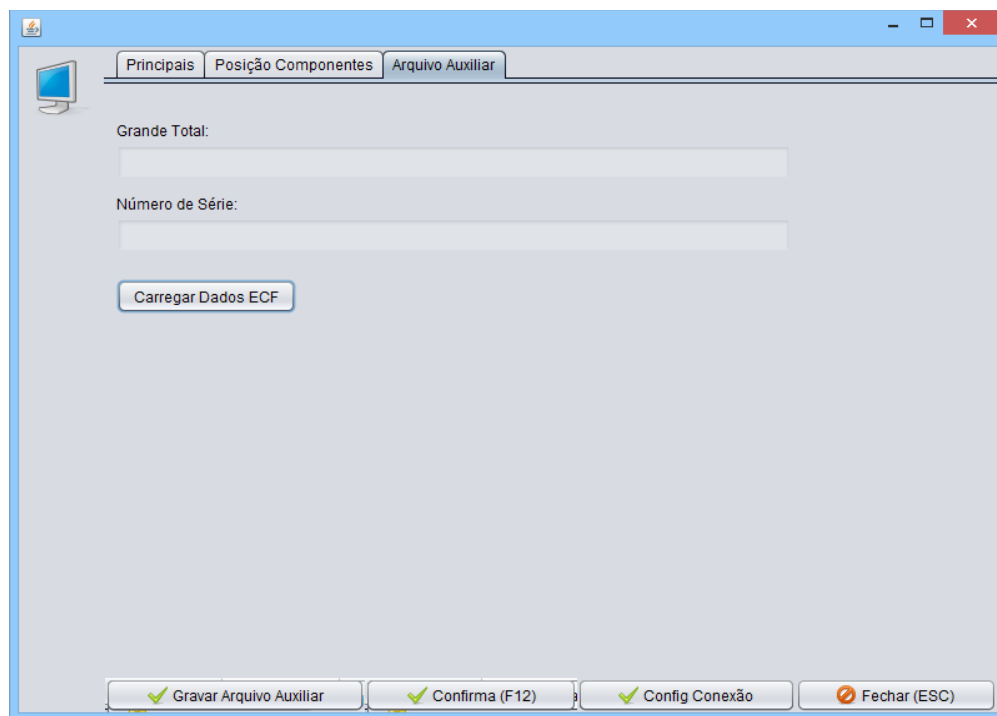 Principais Posição Componentes Arquivo Auxiliar
Grande Total:
Número de Série:
Carregar Dados ECF
Gravar Arquivo Auxiliar Confirma (F12) Config Conexão Fechar (ESC)